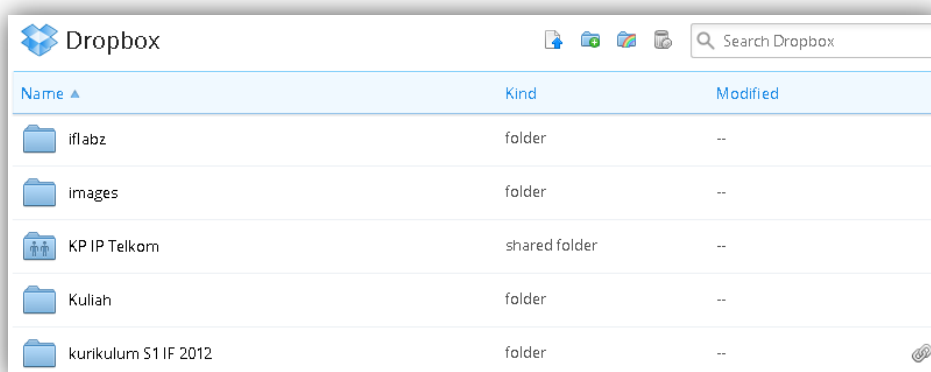 Dropbox
Search Dropbox
Name Kind Modified
iflabz folder --
images folder --
KP IP Telkom shared folder --
Kuliah folder --
kurikulum S1 IF 2012 folder --